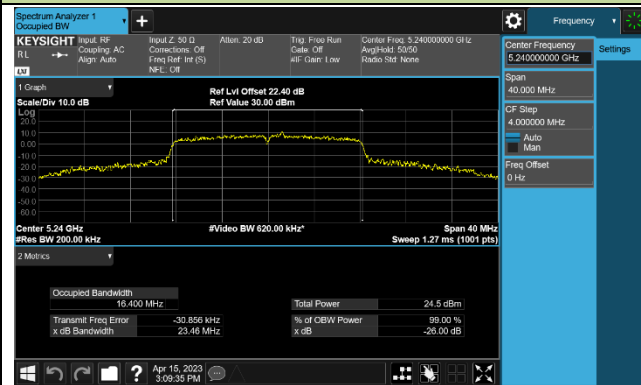 Spectrum Analyzer 1
Occupied BW
Frequency
KEYSIGHT
Input: RF
Coupling: AC
Align: Auto
Input Z: 50 Ω
Corrections: Off
Freq Ref: Int (S)
NFE: Off
Atten: 20 dB
Trig: Free Run
Gate: Off
#IF Gain: Low
Center Freq: 5.240000000 GHz
Avg|Hold: 50/50
Radio Std: None
RL
LXI
Center Frequency
5.240000000 GHz
Settings
Span
40.000 MHz
CF Step
4.000000 MHz
Auto
Man
Freq Offset
0 Hz
1 Graph
Scale/Div 10.0 dB
Ref Lvl Offset 22.40 dB
Ref Value 30.00 dBm
Log
20.0
10.0
0.00
-10.0
-20.0
-30.0
-40.0
-50.0
-60.0
Center 5.24 GHz
#Res BW 200.00 kHz
#Video BW 620.00 kHz*
Span 40 MHz
Sweep 1.27 ms (1001 pts)
2 Metrics
Occupied Bandwidth
16.400 MHz
Total Power 24.5 dBm
Transmit Freq Error -30.856 kHz
% of OBW Power 99.00 %
x dB Bandwidth 23.46 MHz
x dB -26.00 dB
?
Apr 15, 2023
3:09:35 PM